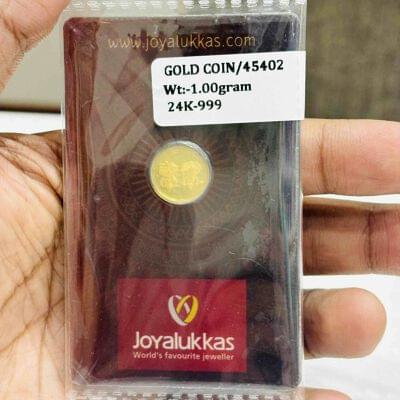 www.joyalukkas.com
GOLD COIN/45402
Wt:-1.00gram
24K-999
Joyalukkas
World's favourite jeweller